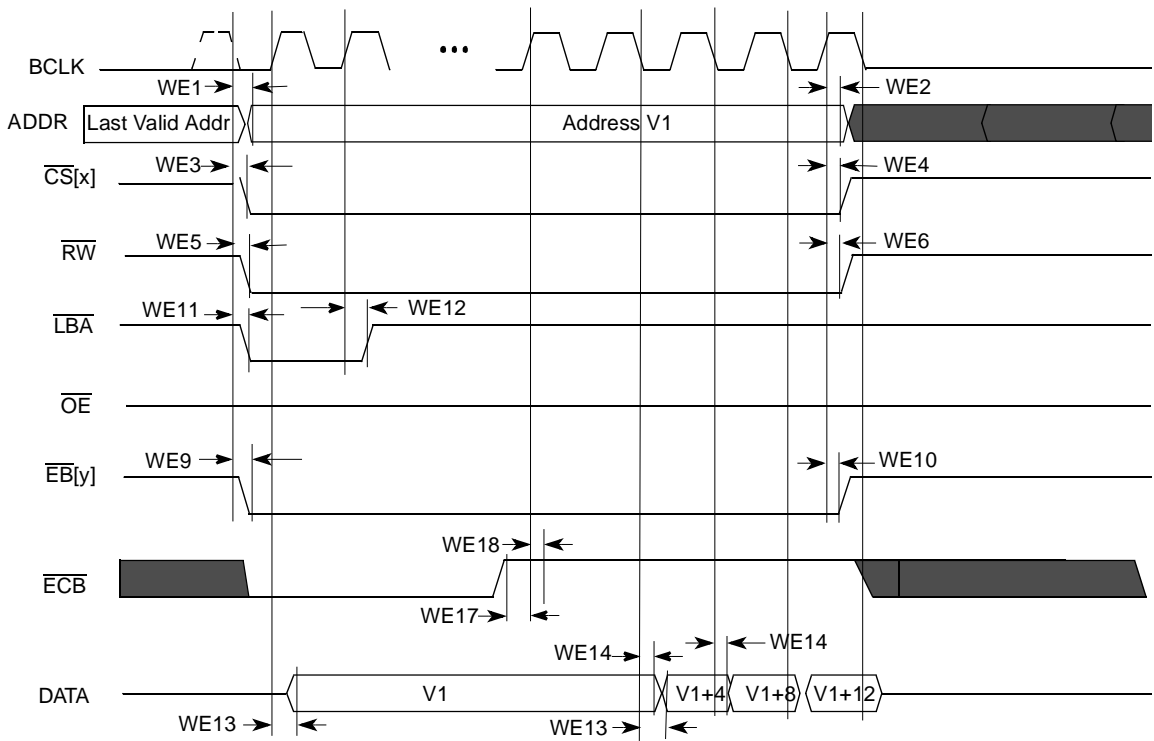 BCLK
•••
WE1
WE2
ADDR
Last Valid Addr
Address V1
WE3
WE4
CS[x]
WE5
WE6
RW
WE11
WE12
LBA
OE
WE9
WE10
EB[y]
WE18
ECB
WE17
WE14
WE14
DATA
V1
V1+4
V1+8
V1+12
WE13
WE13